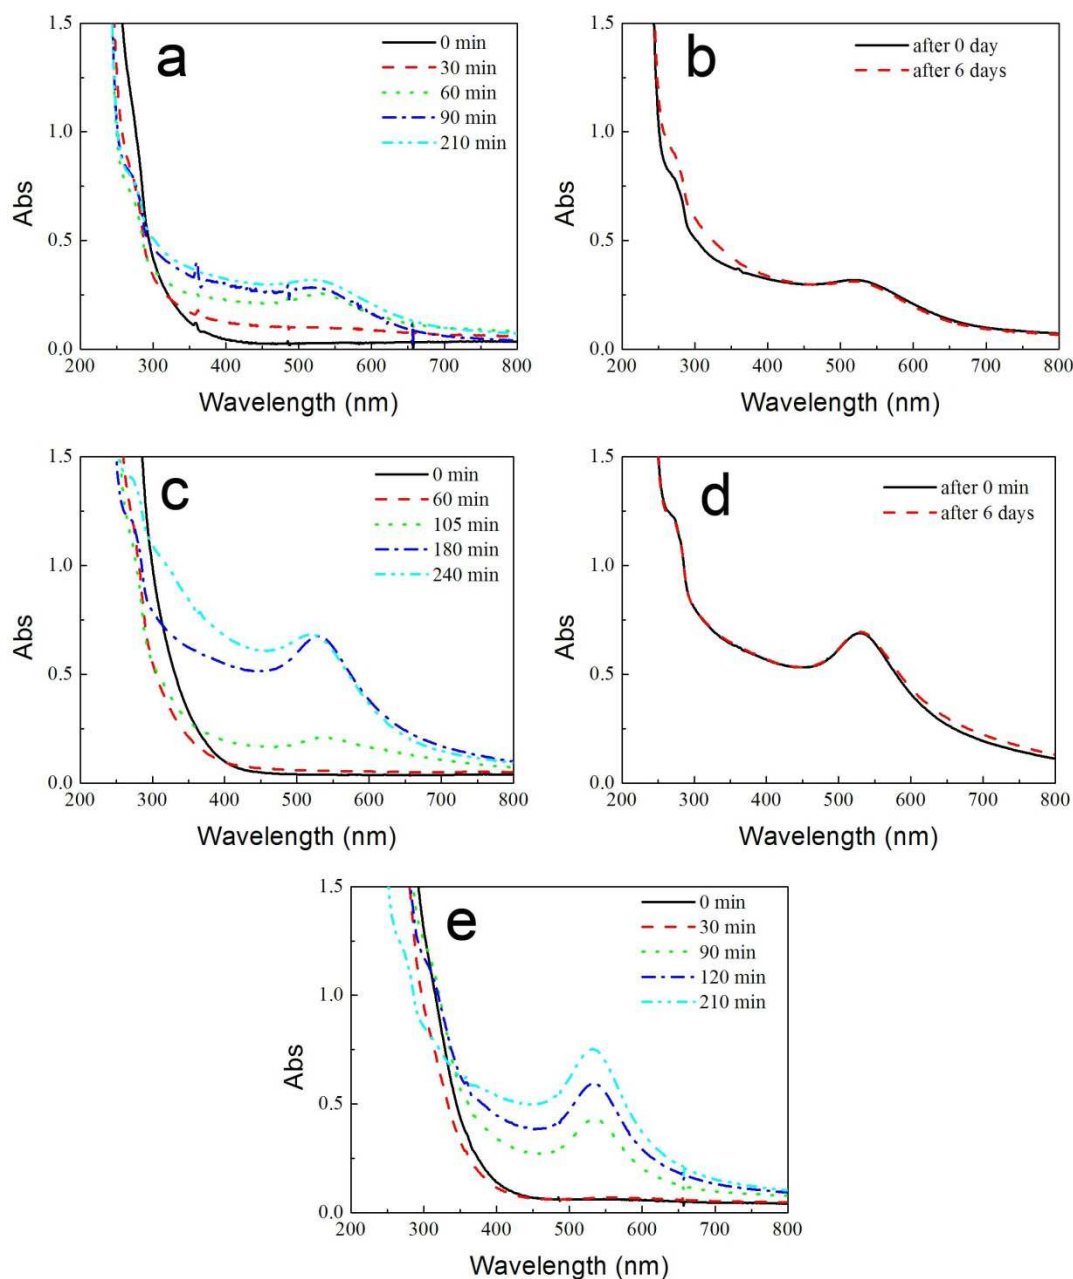 a
0 min
30 min
60 min
90 min
210 min
Abs
1.5
1.0
0.5
0.0
200 300 400 500 600 700 800
Wavelength (nm)
b
after 0 day
after 6 days
Abs
1.5
1.0
0.5
0.0
200 300 400 500 600 700 800
Wavelength (nm)
c
0 min
60 min
105 min
180 min
240 min
Abs
1.5
1.0
0.5
0.0
200 300 400 500 600 700 800
Wavelength (nm)
d
after 0 min
after 6 days
Abs
1.5
1.0
0.5
0.0
200 300 400 500 600 700 800
Wavelength (nm)
e
0 min
30 min
90 min
120 min
210 min
Abs
1.5
1.0
0.5
0.0
200 300 400 500 600 700 800
Wavelength (nm)